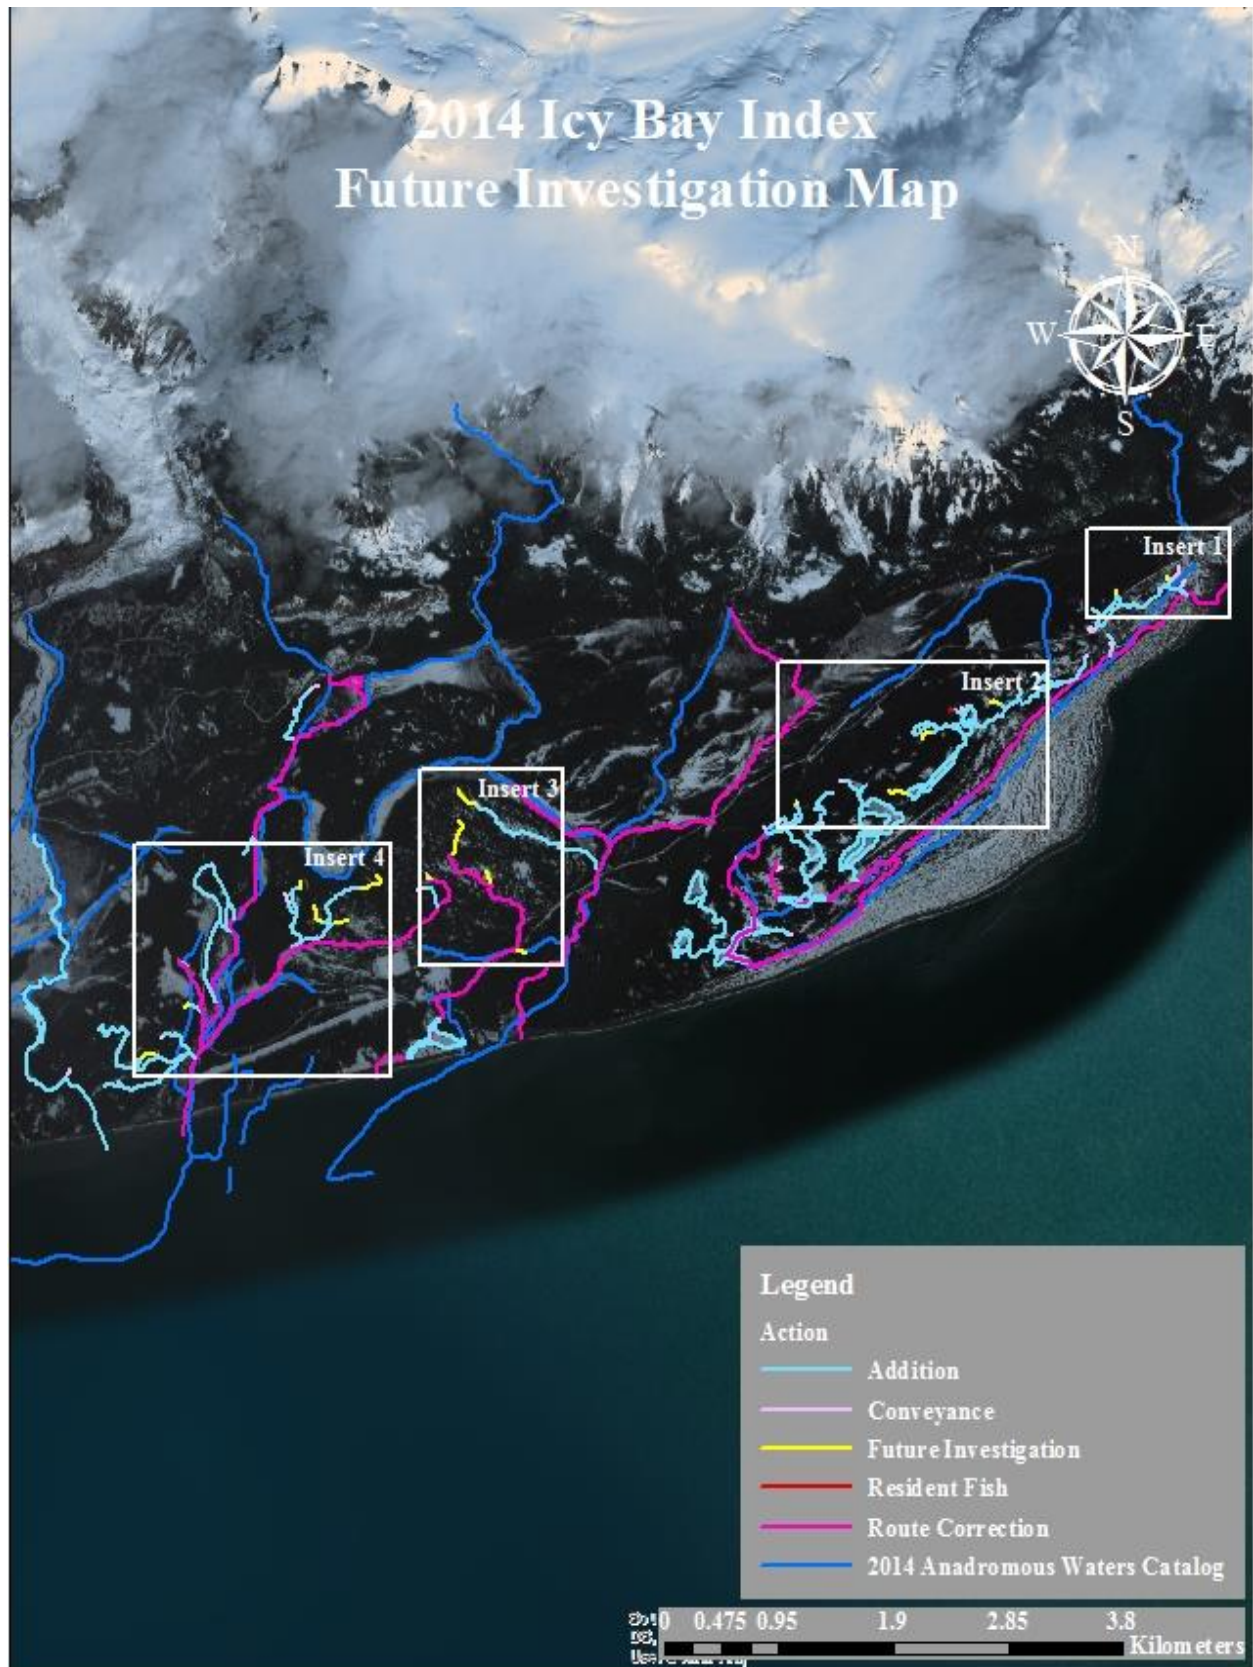 2014 Icy Bay Index
Future Investigation Map
N
W E
S
Insert 1
Insert 2
Insert 3
Insert 4
Legend
Action
Addition
Conveyance
Future Investigation
Resident Fish
Route Correction
2014 Anadromous Waters Catalog
0 0.475 0.95 1.9 2.85 3.8
Kilometers